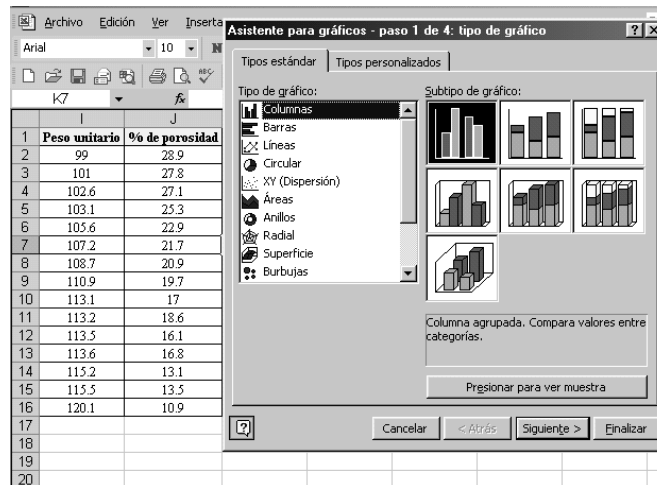 Archivo Edición Ver Inserta
Arial 10 N
K7 fx
I J
1 Peso unitario % de porosidad
2 99 28.9
3 101 27.8
4 102.6 27.1
5 103.1 25.3
6 105.6 22.9
7 107.2 21.7
8 108.7 20.9
9 110.9 19.7
10 113.1 17
11 113.2 18.6
12 113.5 16.1
13 113.6 16.8
14 115.2 13.1
15 115.5 13.5
16 120.1 10.9
17
18
19
20
Asistente para gráficos - paso 1 de 4: tipo de gráfico ? X
Tipos estándar Tipos personalizados
Tipo de gráfico:
Columnas
Barras
Líneas
Circular
XY (Dispersión)
Áreas
Anillos
Radial
Superficie
Burbujas
Subtipo de gráfico:
Columna agrupada. Compara valores entre
categorías.
Presionar para ver muestra
Cancelar < Atrás Siguiente > Finalizar